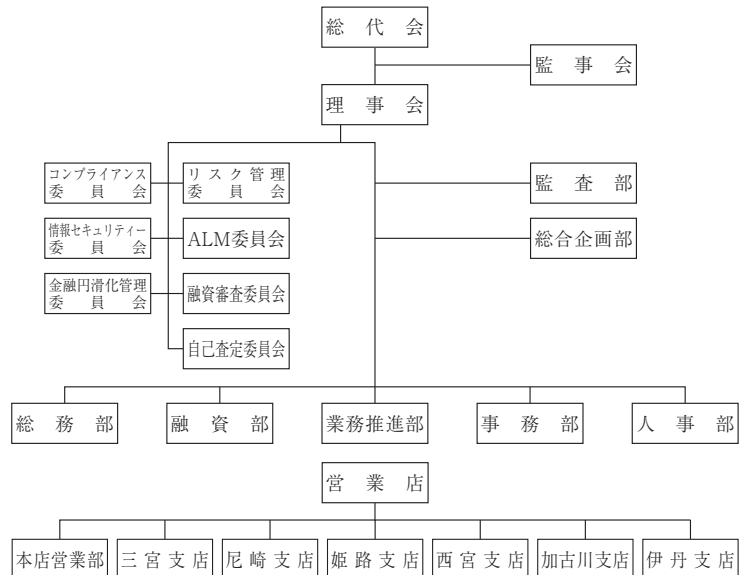 総代会
監事会
理事会
コンプライアンス
委員会
リスク管理
委員会
監査部
情報セキュリティー
委員会
ALM委員会
総合企画部
金融円滑化管理
委員会
融資審査委員会
自己査定委員会
総務部
融資部
業務推進部
事務部
人事部
営業店
本店営業部
三宮支店
尼崎支店
姫路支店
西宮支店
加古川支店
伊丹支店